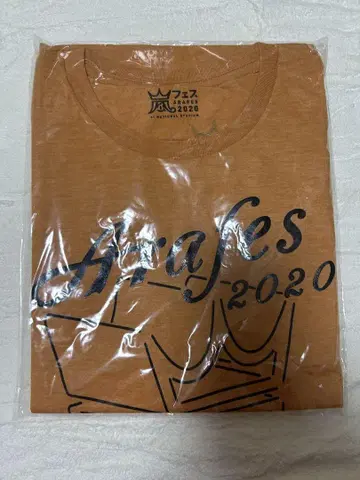 嵐フェス
ARAFES
2020
AT NATIONAL STADIUM
Arafes
2020